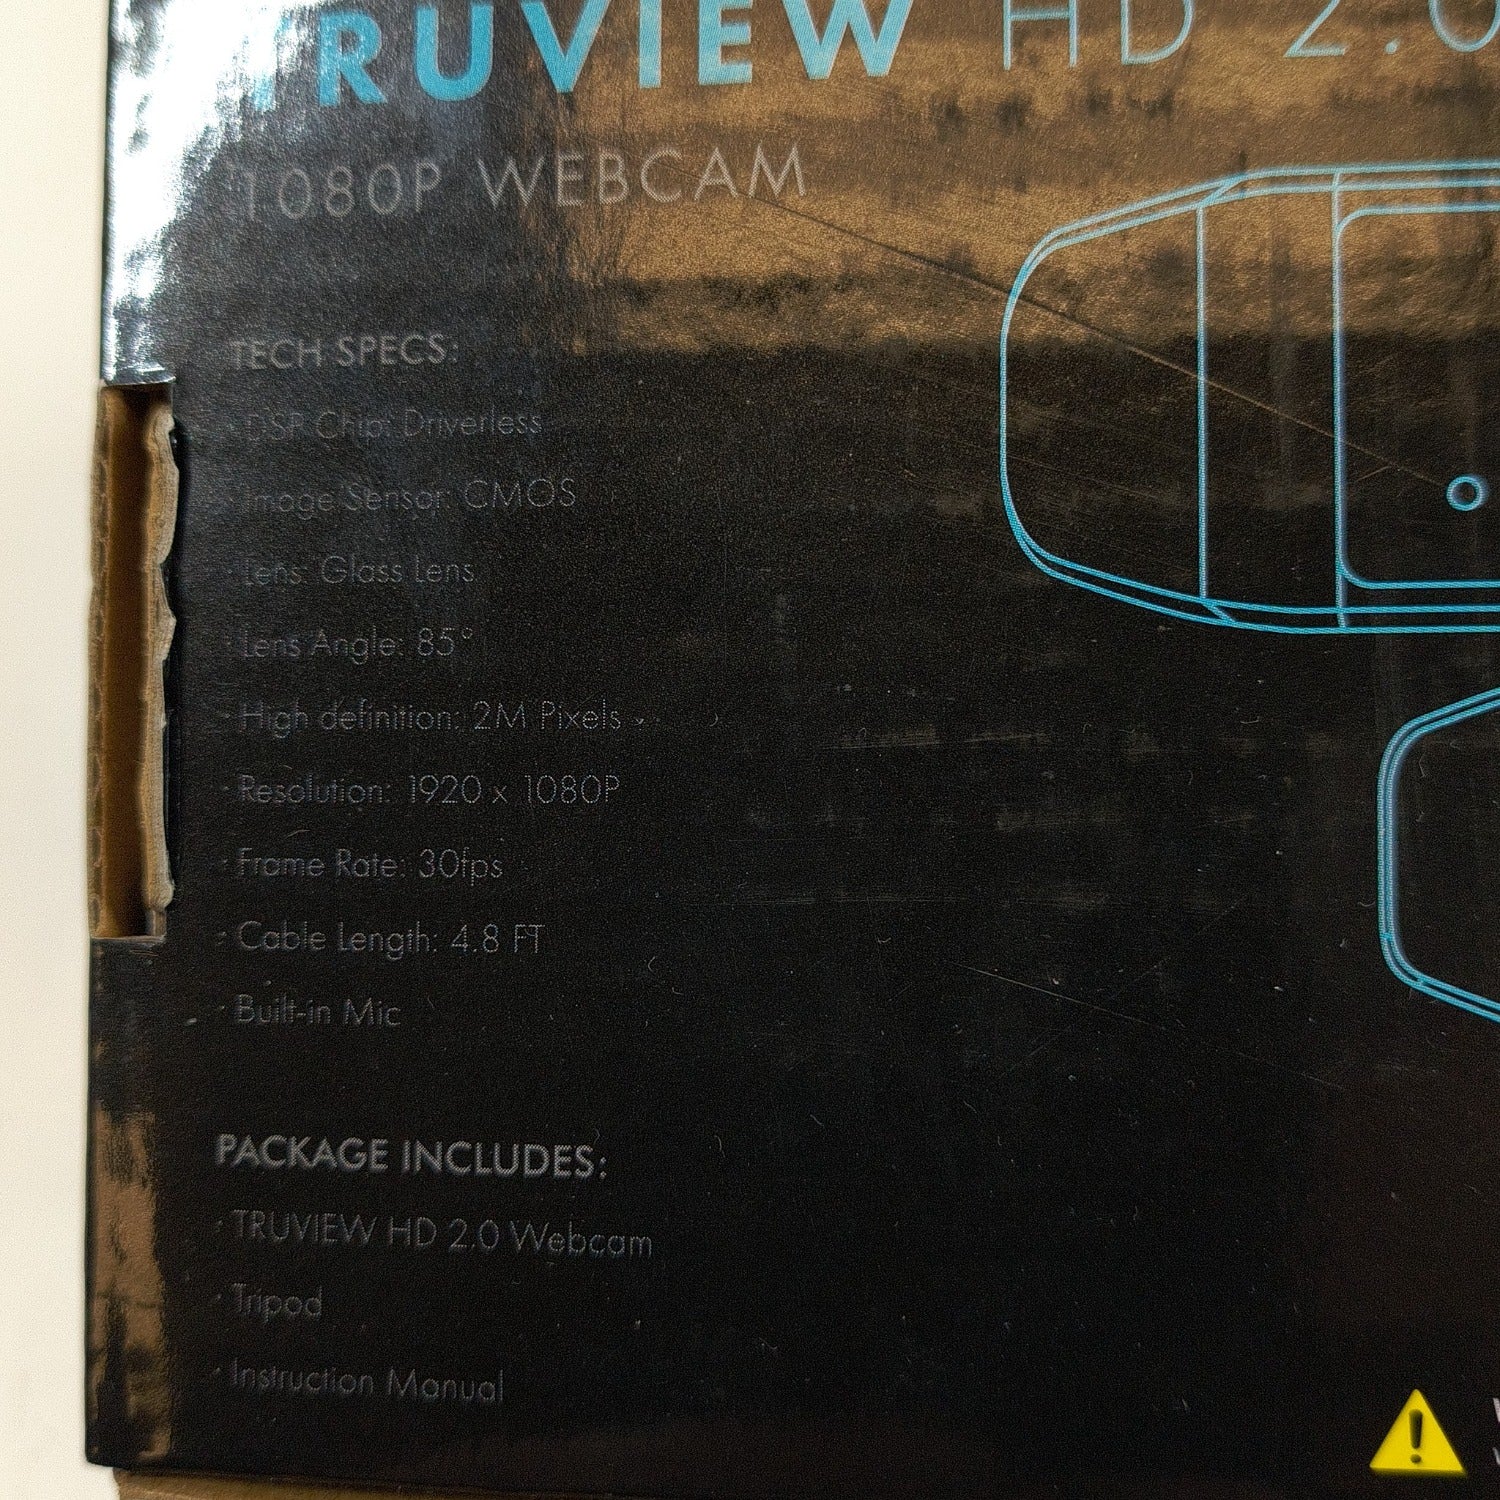 TRUVIEW HD 2.0
1080P WEBCAM
TECH SPECS:
· DSP Chip: Driverless
· Image Sensor: CMOS
· Lens: Glass Lens
· Lens Angle: 85°
· High definition: 2M Pixels
· Resolution: 1920 x 1080P
· Frame Rate: 30fps
· Cable Length: 4.8 FT
· Built-in Mic
PACKAGE INCLUDES:
· TRUVIEW HD 2.0 Webcam
· Tripod
· Instruction Manual